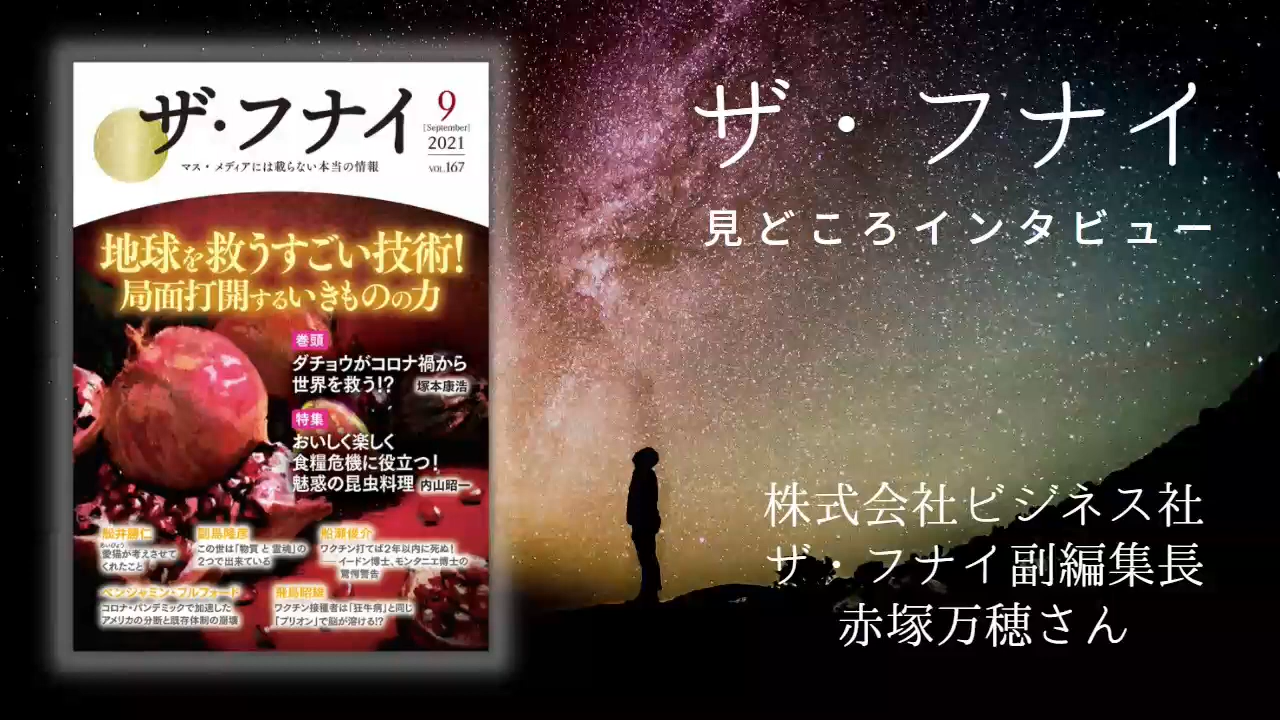 ザ・フナイ
9
[September]
2021
VOL.167
マス・メディアには載らない本当の情報
地球を救うすごい技術!
局面打開するいきものの力
巻頭
ダチョウがコロナ禍から
世界を救う!?
塚本康浩
特集
おいしく楽しく
食糧危機に役立つ!
魅惑の昆虫料理
内山昭一
舩井勝仁
あいびょう
愛猫が考えさせて
くれたこと
副島隆彦
この世は「物質 と 霊魂」の
2つで出来ている
船瀬俊介
ワクチン打てば2年以内に死ぬ!
──イードン博士、モンタニエ博士の
驚愕警告
ベンジャミン・フルフォード
コロナ・パンデミックで加速した
アメリカの分断と既存体制の崩壊
飛鳥昭雄
ワクチン接種者は「狂牛病」と同じ
「プリオン」で脳が溶ける!?
ザ・フナイ
見どころインタビュー
株式会社ビジネス社
ザ・フナイ副編集長
赤塚万穂さん